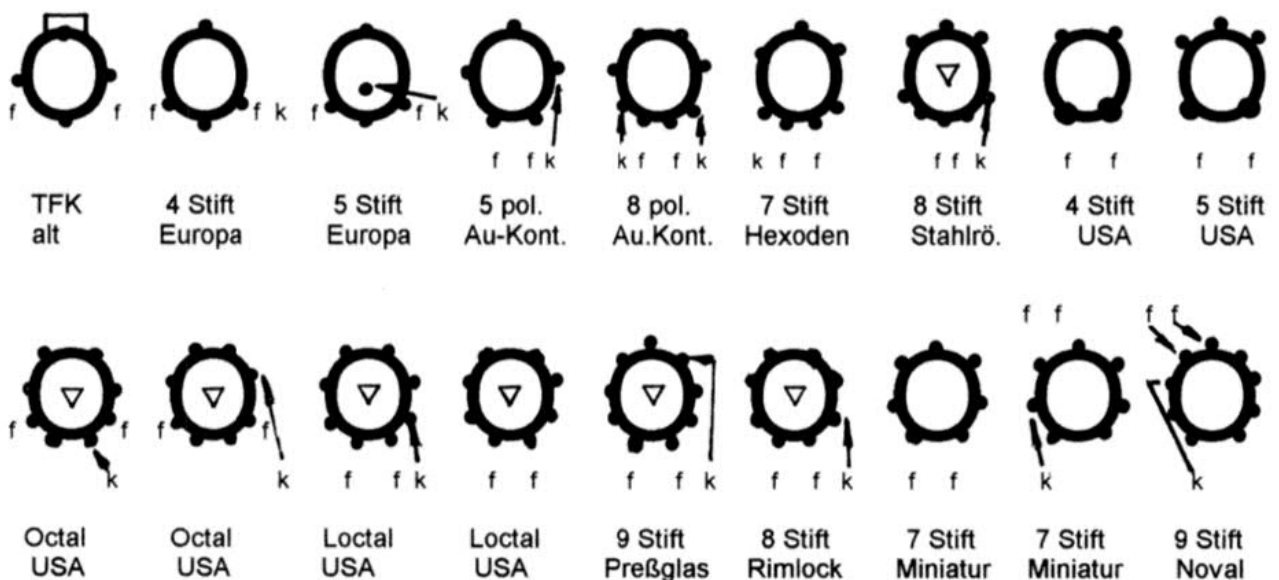 f f f f k f f k
f f k k f f k k f f f f k f f f f
TFK 4 Stift 5 Stift 5 pol. 8 pol. 7 Stift 8 Stift 4 Stift 5 Stift
alt Europa Europa Au-Kont. Au.Kont. Hexoden Stahlrö. USA USA
f f f f
f f f f
k k f f k f f f f k f f k f f k k
Octal Octal Loctal Loctal 9 Stift 8 Stift 7 Stift 7 Stift 9 Stift
USA USA USA USA Preßglas Rimlock Miniatur Miniatur Noval